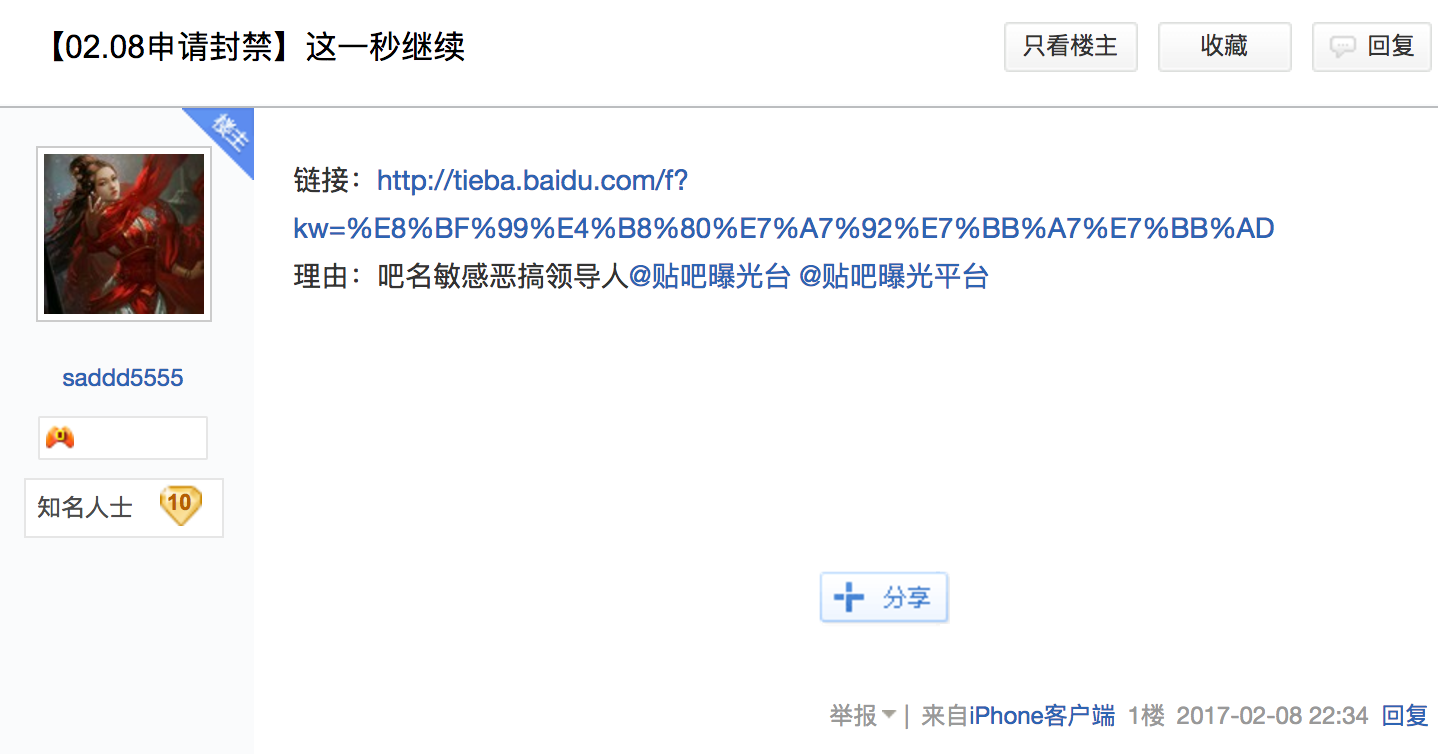 【02.08申请封禁】这一秒继续
只看楼主
收藏
回复
楼主
链接：http://tieba.baidu.com/f?
kw=%E8%BF%99%E4%B8%80%E7%A7%92%E7%BB%A7%E7%BB%AD
理由：吧名敏感恶搞领导人@贴吧曝光台 @贴吧曝光平台
saddd5555
知名人士 10
分享
举报 | 来自iPhone客户端 1楼 2017-02-08 22:34 回复